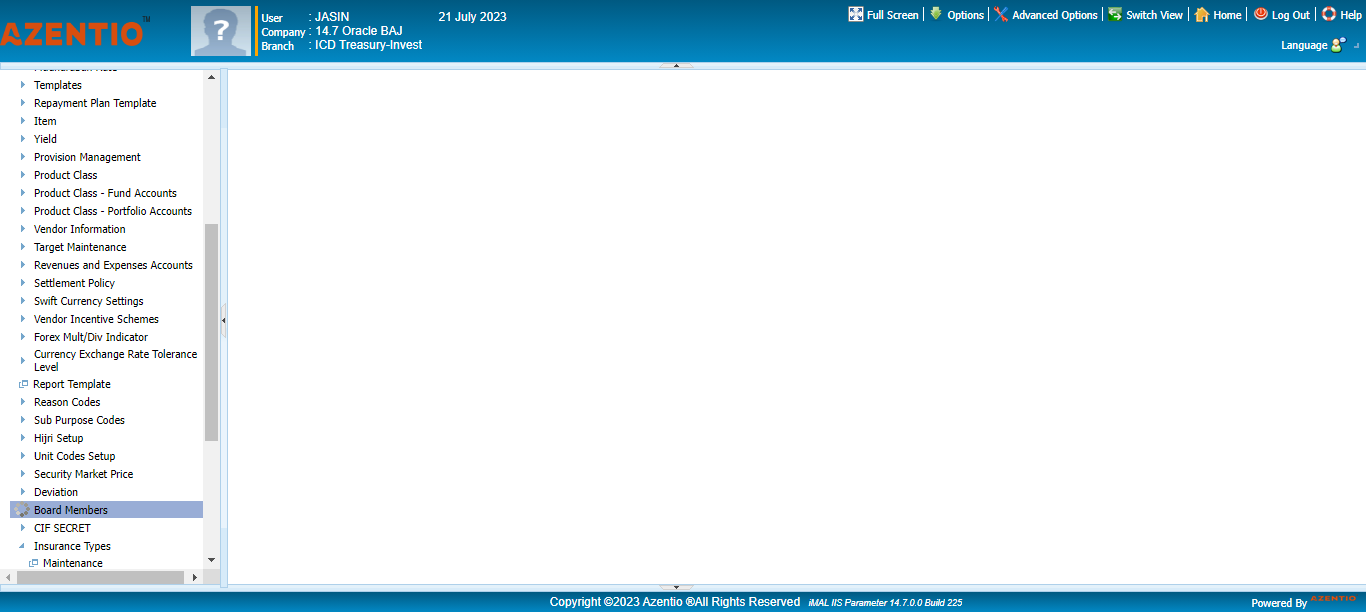 AZENTIO™
?
User : JASIN 21 July 2023
Company : 14.7 Oracle BAJ
Branch : ICD Treasury-Invest
Full Screen Options Advanced Options Switch View Home Log Out Help
Language
Templates
Repayment Plan Template
Item
Yield
Provision Management
Product Class
Product Class - Fund Accounts
Product Class - Portfolio Accounts
Vendor Information
Target Maintenance
Revenues and Expenses Accounts
Settlement Policy
Swift Currency Settings
Vendor Incentive Schemes
Forex Mult/Div Indicator
Currency Exchange Rate Tolerance
Level
Report Template
Reason Codes
Sub Purpose Codes
Hijri Setup
Unit Codes Setup
Security Market Price
Deviation
Board Members
CIF SECRET
Insurance Types
Maintenance
Copyright ©2023 Azentio ®All Rights Reserved iMAL IIS Parameter 14.7.0.0 Build 225
Powered By AZENTIO